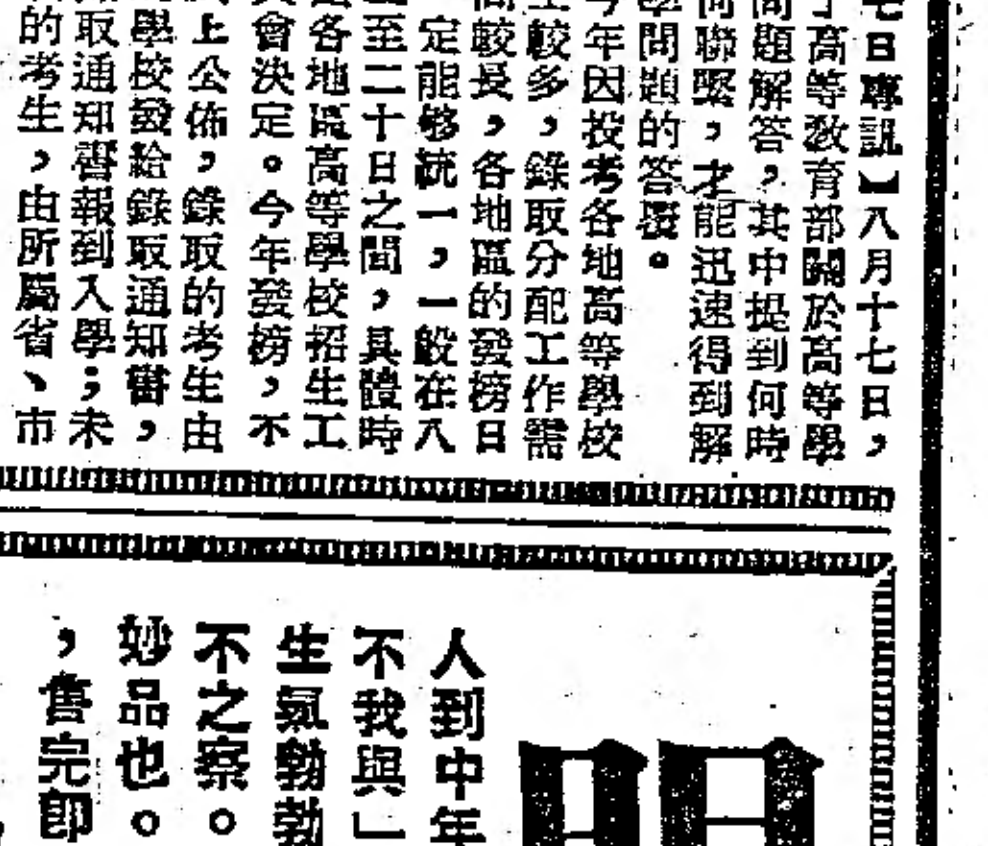 七日專訊】八月十七日，
了高等教育部關於高等學
問題解答，其中提到何時
何聯繫，才能迅速得到解
學問題的答覆。
今年因投考各地高等學校
生較多，錄取分配工作需
間較長，各地區的發榜日
定能够統一，一般在八
至二十日之間，具體時
各地區高等學校招生工
會決定。今年發榜，不
上公佈，錄取的考生由
學校發給錄取通知書，
取通知書報到入學；未
的考生，由所屬省、市
人到中年
不我與」
生氣勃勃
不之察。
妙品也。
，售完即